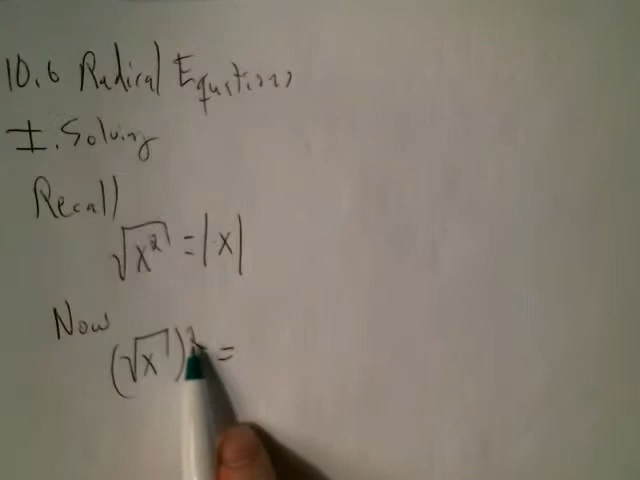 10.6 Radical Equations
I. Solving
Recall
√x² = |x|
Now
(√x)² =